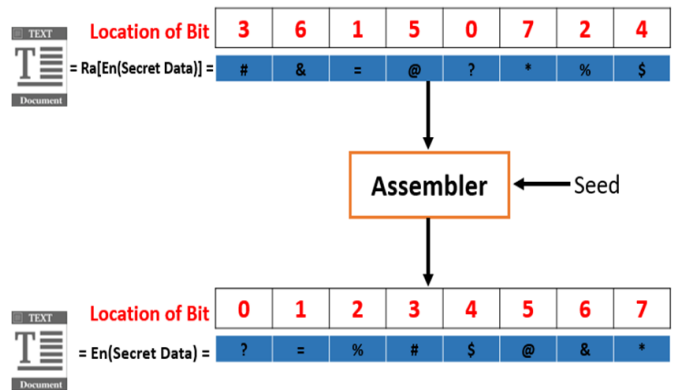 TEXT
T
Document
Location of Bit 3 6 1 5 0 7 2 4
= Ra[En(Secret Data)] = # & = @ ? * % $
Assembler
Seed
TEXT
T
Document
Location of Bit 0 1 2 3 4 5 6 7
= En(Secret Data) = ? = % # $ @ & *